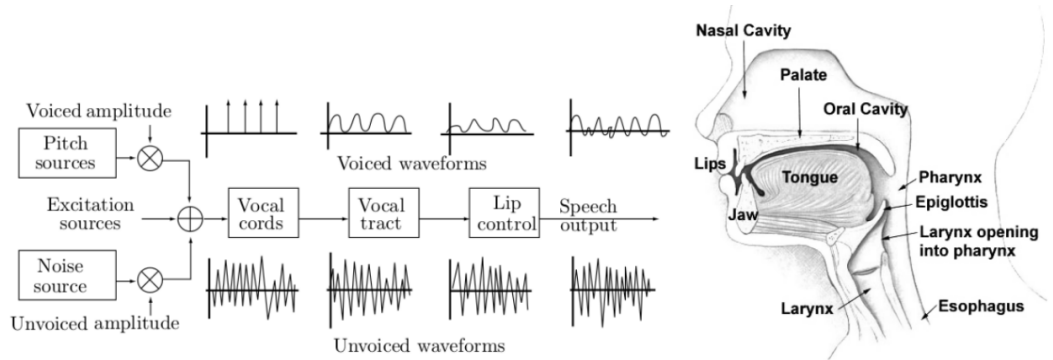 Voiced amplitude
Pitch
sources
Voiced waveforms
Excitation
sources
Vocal
cords
Vocal
tract
Lip
control
Speech
output
Noise
source
Unvoiced amplitude
Unvoiced waveforms
Nasal Cavity
Palate
Oral Cavity
Lips
Tongue
Pharynx
Jaw
Epiglottis
Larynx opening
into pharynx
Larynx
Esophagus